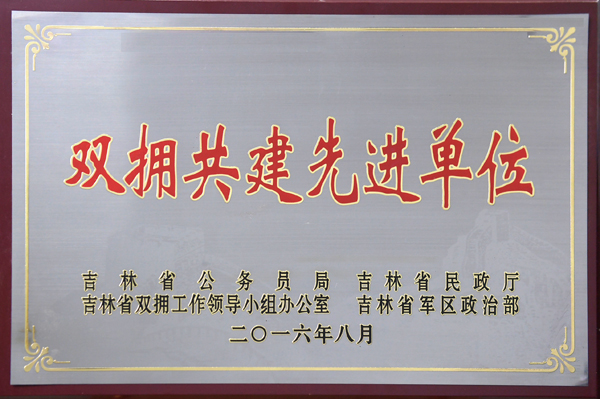 双拥共建先进单位
吉林省公务员局 吉林省民政厅
吉林省双拥工作领导小组办公室 吉林省军区政治部
二〇一六年八月